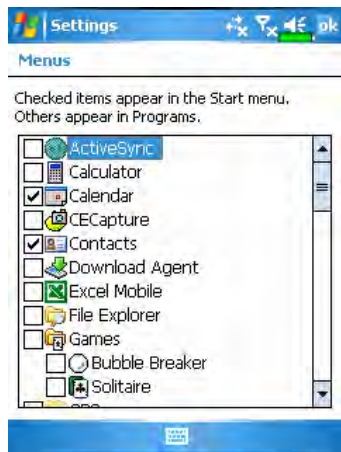 Settings
ok
Menus
Checked items appear in the Start menu.
Others appear in Programs.
ActiveSync
Calculator
Calendar
CECapture
Contacts
Download Agent
Excel Mobile
File Explorer
Games
Bubble Breaker
Solitaire